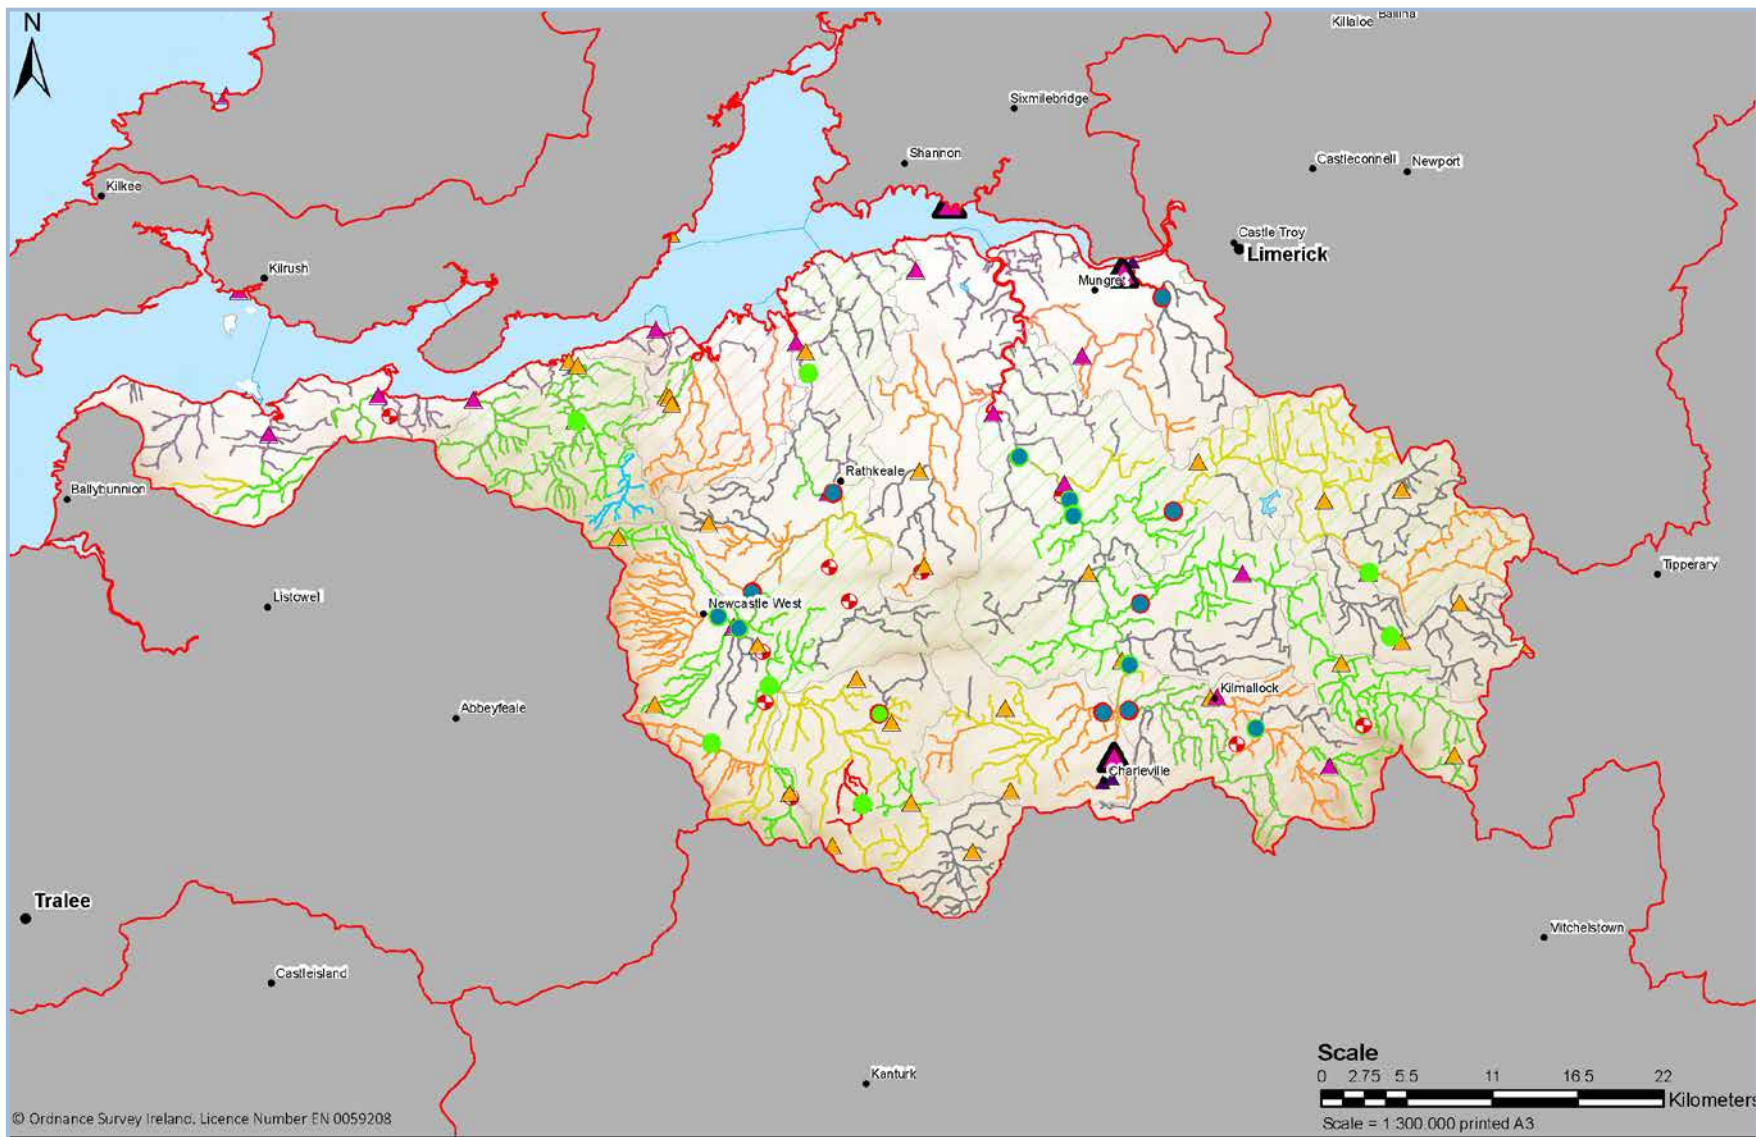 N
Killaloe
Ballina
Sixmilebridge
Shannon
Castleconnell
Newport
Kilkee
Castle Troy
Limerick
Kilrush
Mungret
Rathkeale
Ballybunnion
Tipperary
Listowel
Newcastle West
Abbeyfeale
Kilmallock
Charleville
Tralee
Vitchelstown
Castleisland
Kanturk
Scale
0 2.75 5.5 11 16.5 22
Kilometers
Scale = 1:300.000 printed A3
© Ordnance Survey Ireland. Licence Number EN 0059208